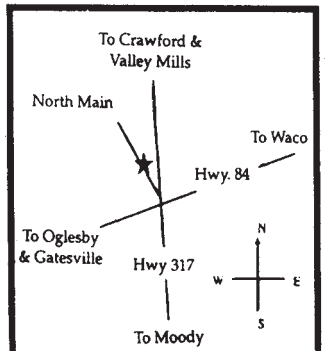 To Crawford &
Valley Mills
North Main
To Waco
Hwy. 84
To Oglesby
& Gatesville
Hwy 317
N
W E
S
To Moody